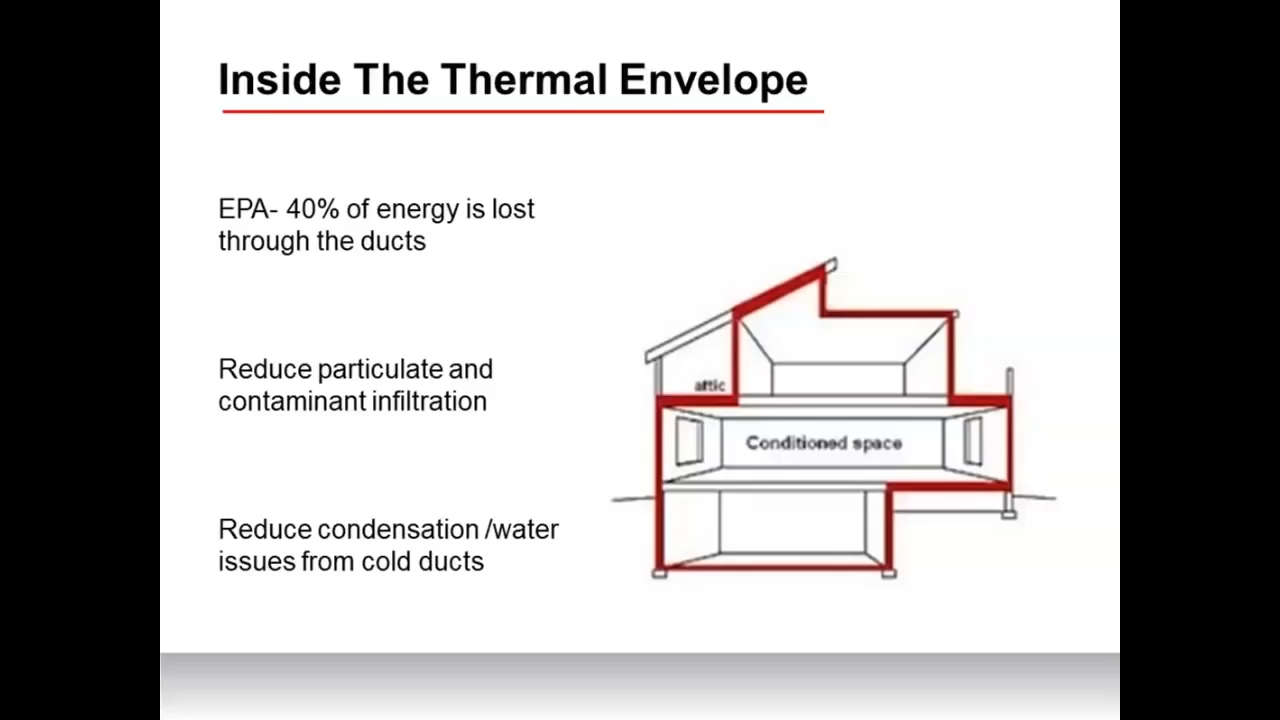 Inside The Thermal Envelope
EPA- 40% of energy is lost
through the ducts
Reduce particulate and
contaminant infiltration
Reduce condensation /water
issues from cold ducts
attic
Conditioned space